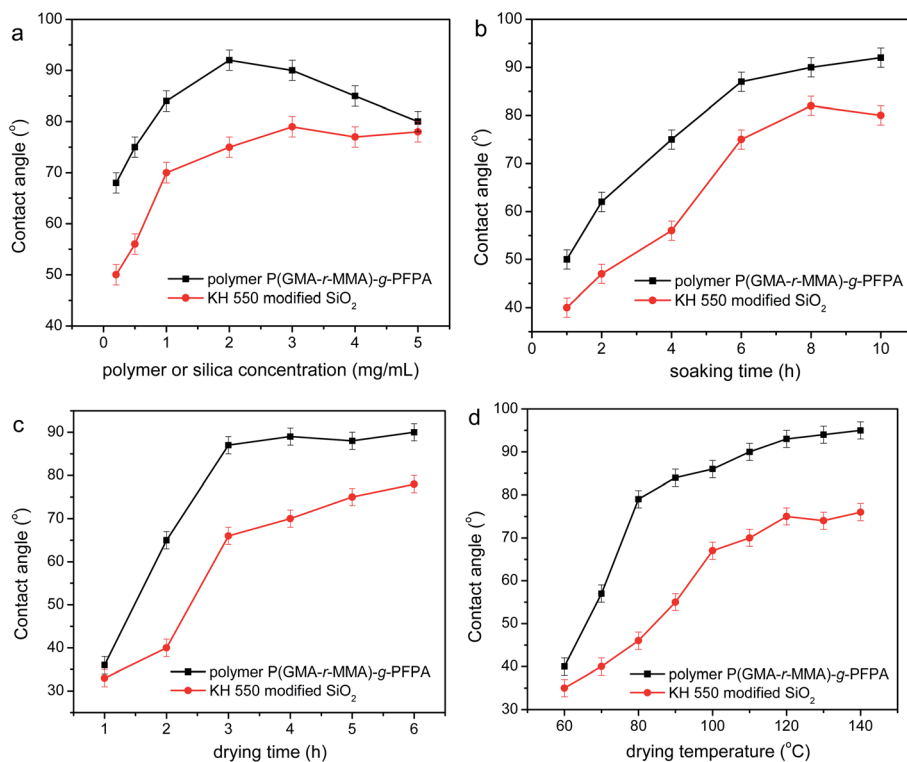 a
100
90
80
70
60
50
40
Contact angle (°)
polymer P(GMA-r-MMA)-g-PFPA
KH 550 modified SiO₂
0 1 2 3 4 5
polymer or silica concentration (mg/mL)
b
100
90
80
70
60
50
40
Contact angle (°)
polymer P(GMA-r-MMA)-g-PFPA
KH 550 modified SiO₂
0 2 4 6 8 10
soaking time (h)
c
90
80
70
60
50
40
30
Contact angle (°)
polymer P(GMA-r-MMA)-g-PFPA
KH 550 modified SiO₂
1 2 3 4 5 6
drying time (h)
d
100
90
80
70
60
50
40
30
Contact angle (°)
polymer P(GMA-r-MMA)-g-PFPA
KH 550 modified SiO₂
60 80 100 120 140
drying temperature (°C)